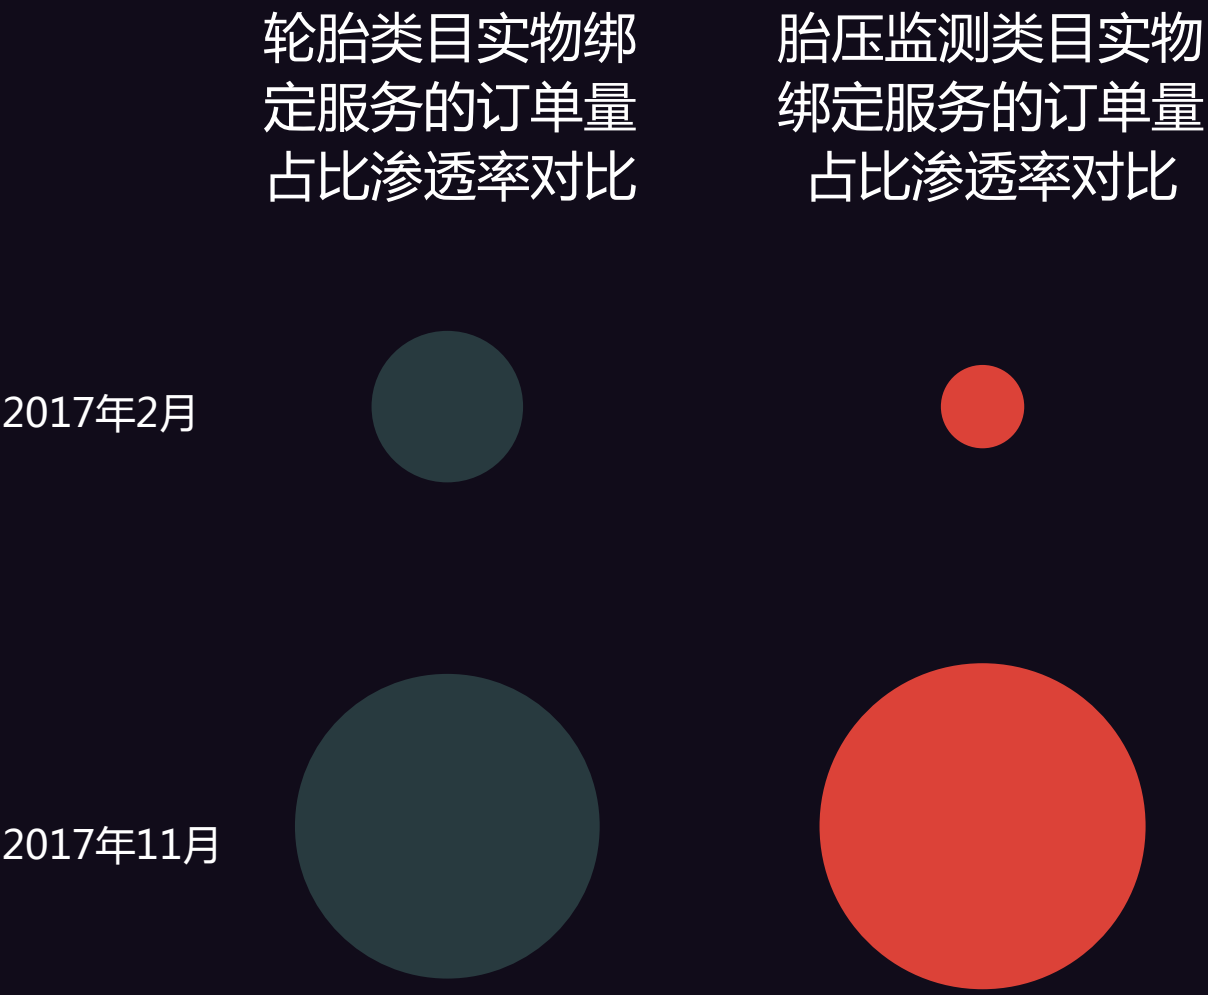 轮胎类目实物绑
定服务的订单量
占比渗透率对比
胎压监测类目实物
绑定服务的订单量
占比渗透率对比
2017年2月
2017年11月